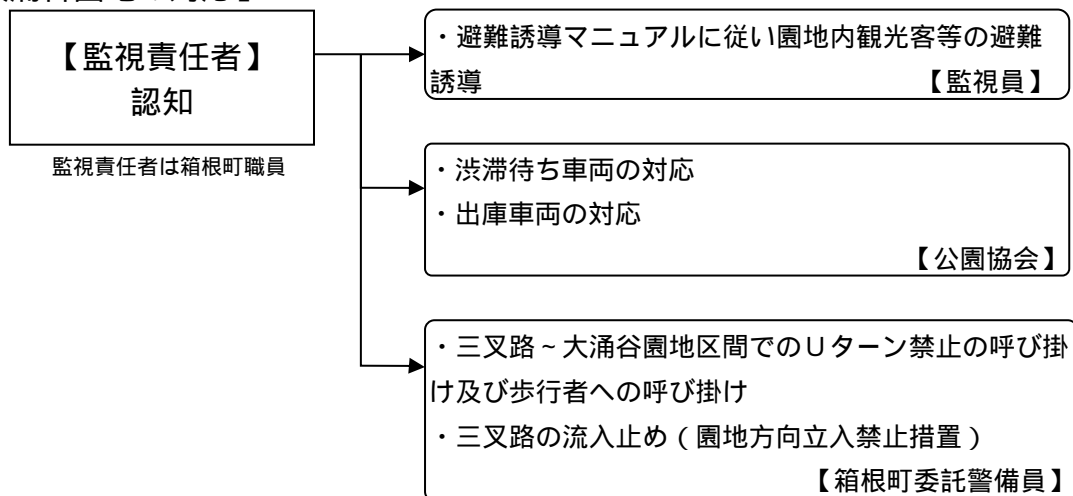 【監視責任者】
認知
監視責任者は箱根町職員
・避難誘導マニュアルに従い園地内観光客等の避難
誘導 【監視員】
・渋滞待ち車両の対応
・出庫車両の対応
【公園協会】
・三叉路~大涌谷園地区間でのUターン禁止の呼び掛
け及び歩行者への呼び掛け
・三叉路の流入止め(園地方向立入禁止措置)
【箱根町委託警備員】